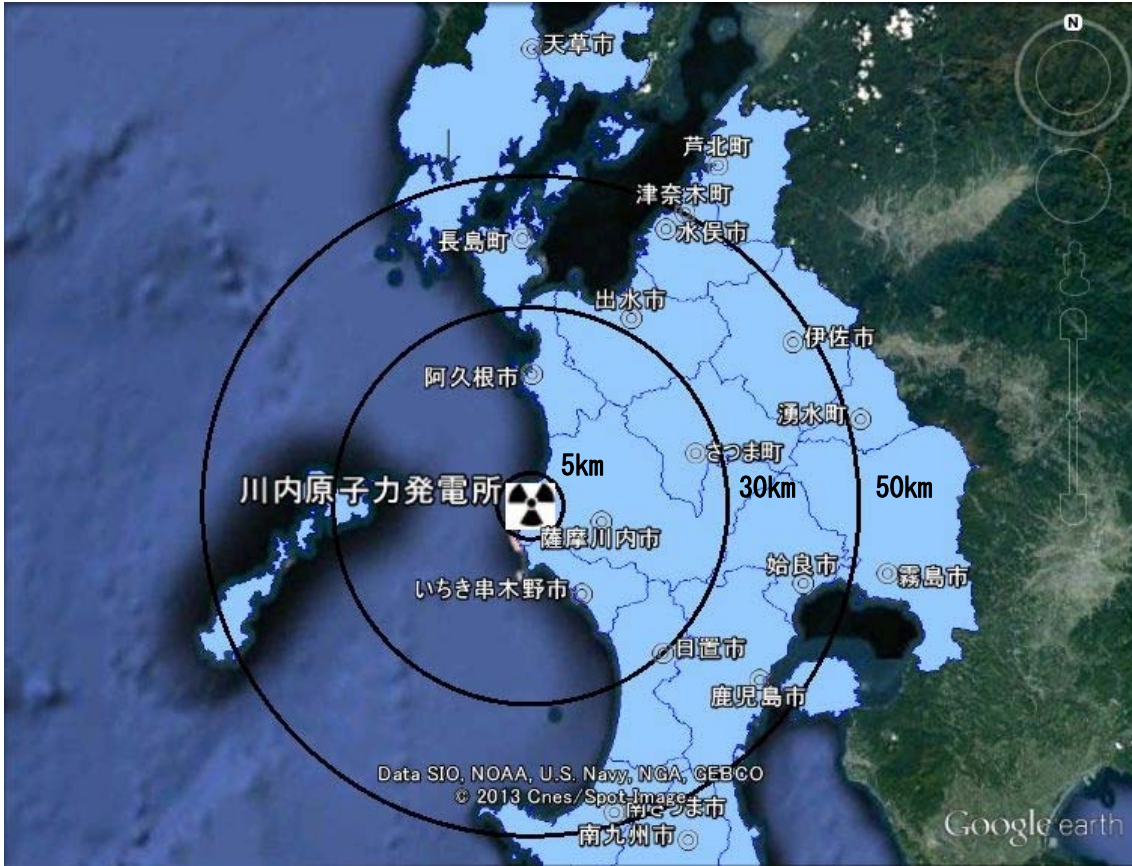 N
天草市
芦北町
津奈木町
水俣市
長島町
出水市
伊佐市
阿久根市
湧水町
さつま町
5km
30km
50km
川内原子力発電所
薩摩川内市
始良市
霧島市
いちき串木野市
日置市
鹿児島市
Data SIO, NOAA, U.S. Navy, NGA, GEBCO
© 2013 Cnes/Spot Image
南さつま市
南九州市
Google earth